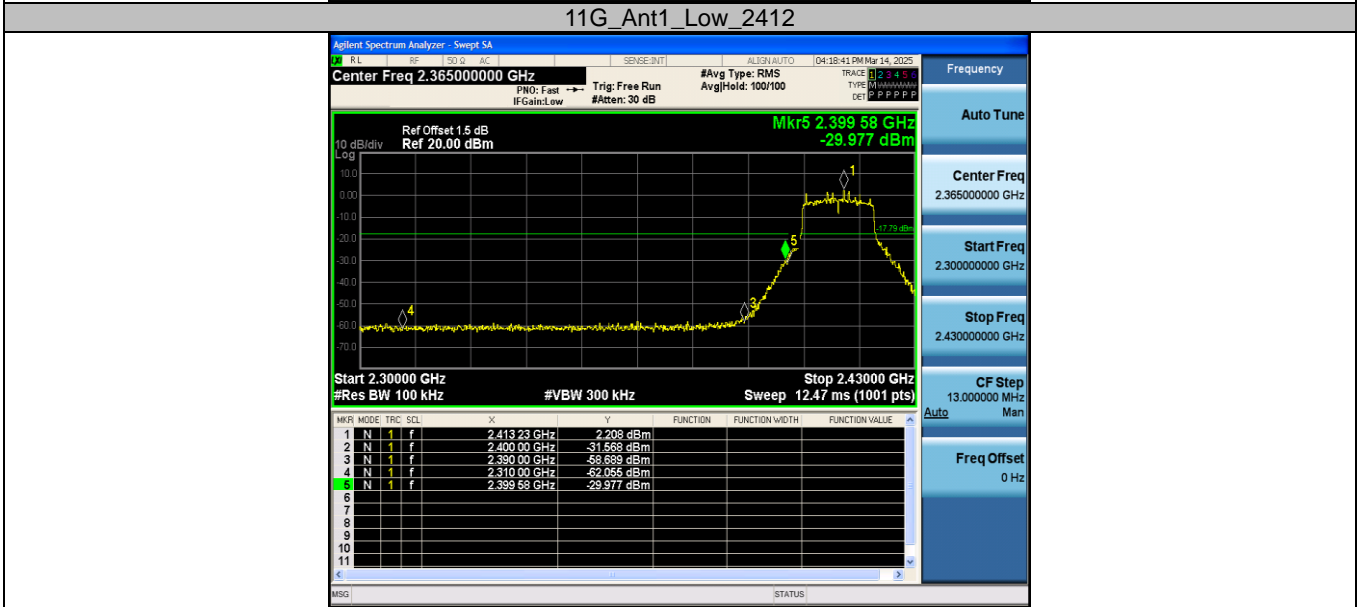 11G_Ant1_Low_2412
Agilent Spectrum Analyzer - Swept SA
RL RF 50 Ω AC SENSE:INT ALIGN AUTO 04:18:41 PM Mar 14, 2025
Center Freq 2.365000000 GHz
PNO: Fast
IFGain:Low
Trig: Free Run
#Atten: 30 dB
#Avg Type: RMS
Avg|Hold: 100/100
TRACE 1 2 3 4 5 6
TYPE M
DET P P P P P P
Mkr5 2.399 58 GHz
-29.977 dBm
Ref Offset 1.5 dB
10 dB/div Ref 20.00 dBm
Log
10.0
0.00
-10.0
-20.0
-30.0
-40.0
-50.0
-60.0
-70.0
1
-17.79 dBm
5
3
4
Start 2.30000 GHz Stop 2.43000 GHz
#Res BW 100 kHz #VBW 300 kHz Sweep 12.47 ms (1001 pts)
MKR MODE TRC SCL X Y FUNCTION FUNCTION WIDTH FUNCTION VALUE
1 N 1 f 2.413 23 GHz 2.208 dBm
2 N 1 f 2.400 00 GHz -31.568 dBm
3 N 1 f 2.390 00 GHz -58.689 dBm
4 N 1 f 2.310 00 GHz -62.055 dBm
5 N 1 f 2.399 58 GHz -29.977 dBm
6
7
8
9
10
11
MSG STATUS
Frequency
Auto Tune
Center Freq
2.365000000 GHz
Start Freq
2.300000000 GHz
Stop Freq
2.430000000 GHz
CF Step
13.000000 MHz
Auto Man
Freq Offset
0 Hz